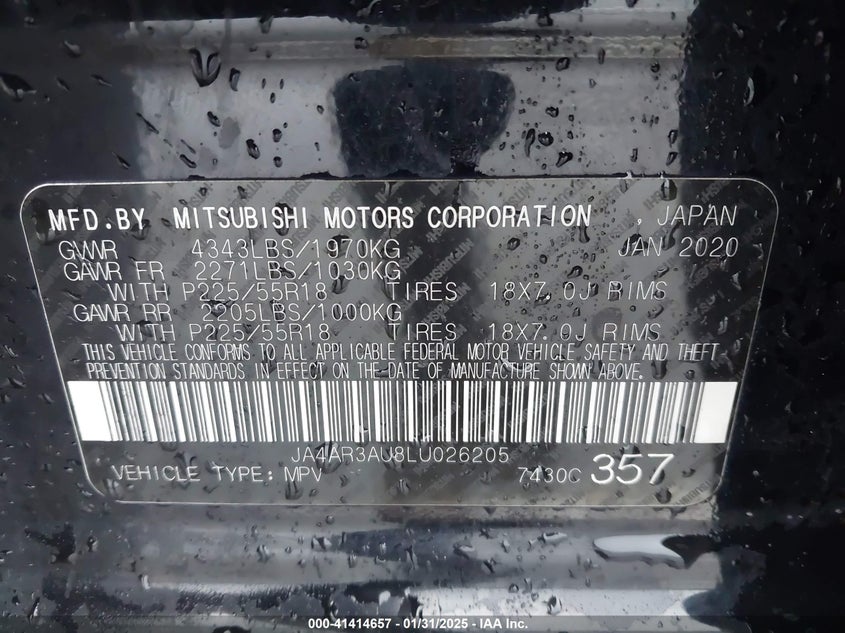 MFD.BY MITSUBISHI MOTORS CORPORATION , JAPAN
GVWR 4343LBS/1970KG JAN 2020
GAWR FR 2271LBS/1030KG
WITH P225/55R18 TIRES 18X7.0J RIMS
GAWR RR 2205LBS/1000KG
WITH P225/55R18 TIRES 18X7.0J RIMS
THIS VEHICLE CONFORMS TO ALL APPLICABLE FEDERAL MOTOR VEHICLE SAFETY AND THEFT
PREVENTION STANDARDS IN EFFECT ON THE DATE OF MANUFACTURE SHOWN ABOVE.
JA4AR3AU8LU026205
VEHICLE TYPE: MPV 7430C 357
000-41414657 - 01/31/2025 - IAA Inc.